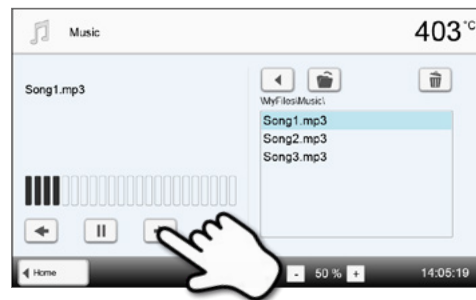 Music
403 °C
Song1.mp3
\MyFiles\Music\
Song1.mp3
Song2.mp3
Song3.mp3
Home
- 50 % +
14:05:19